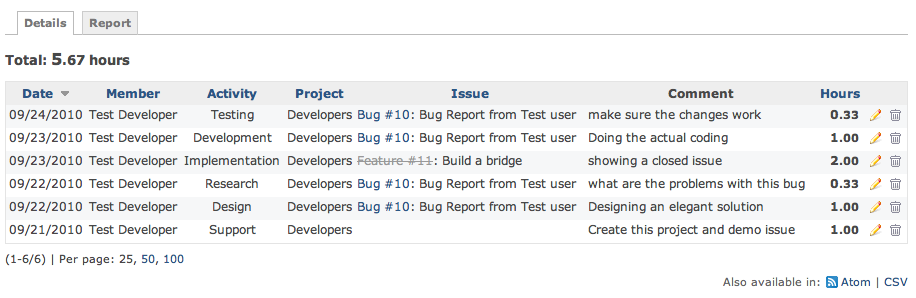 Details Report
Total: 5.67 hours
Date Member Activity Project Issue Comment Hours
09/24/2010 Test Developer Testing Developers Bug #10: Bug Report from Test user make sure the changes work 0.33
09/23/2010 Test Developer Development Developers Bug #10: Bug Report from Test user Doing the actual coding 1.00
09/23/2010 Test Developer Implementation Developers Feature #11: Build a bridge showing a closed issue 2.00
09/22/2010 Test Developer Research Developers Bug #10: Bug Report from Test user what are the problems with this bug 0.33
09/22/2010 Test Developer Design Developers Bug #10: Bug Report from Test user Designing an elegant solution 1.00
09/21/2010 Test Developer Support Developers Create this project and demo issue 1.00
(1-6/6) | Per page: 25, 50, 100
Also available in: Atom | CSV